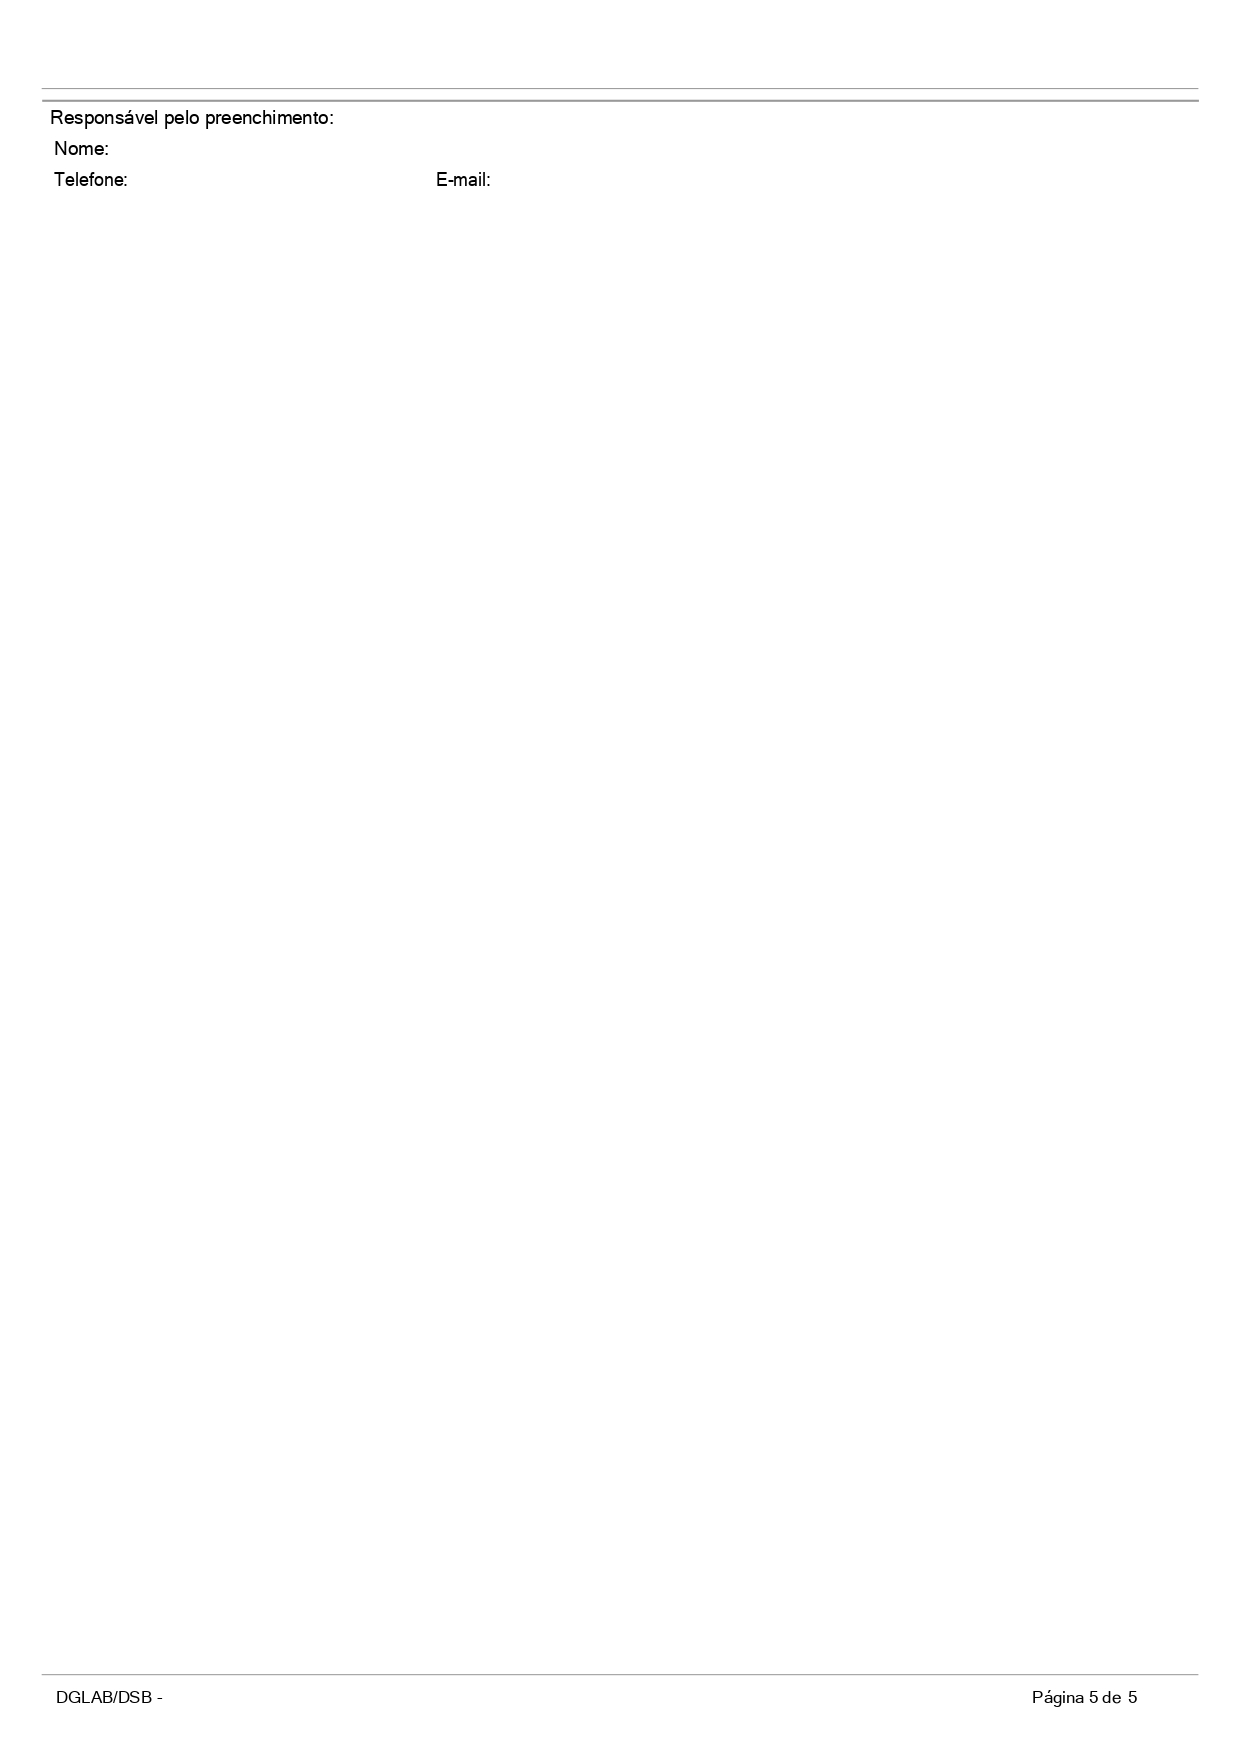 Responsável pelo preenchimento:
Nome:
Telefone: E-mail:
DGLAB/DSB - Página 5 de 5